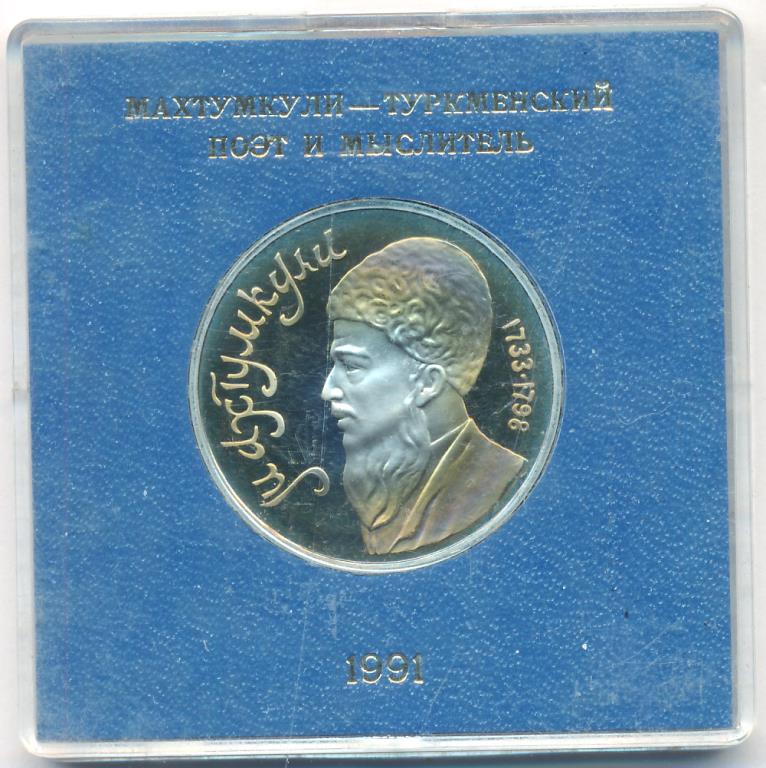 МАХТУМКУЛИ—ТУРКМЕНСКИЙ
ПОЭТ И МЫСЛИТЕЛЬ
Махтумкули
1733·1798
1991